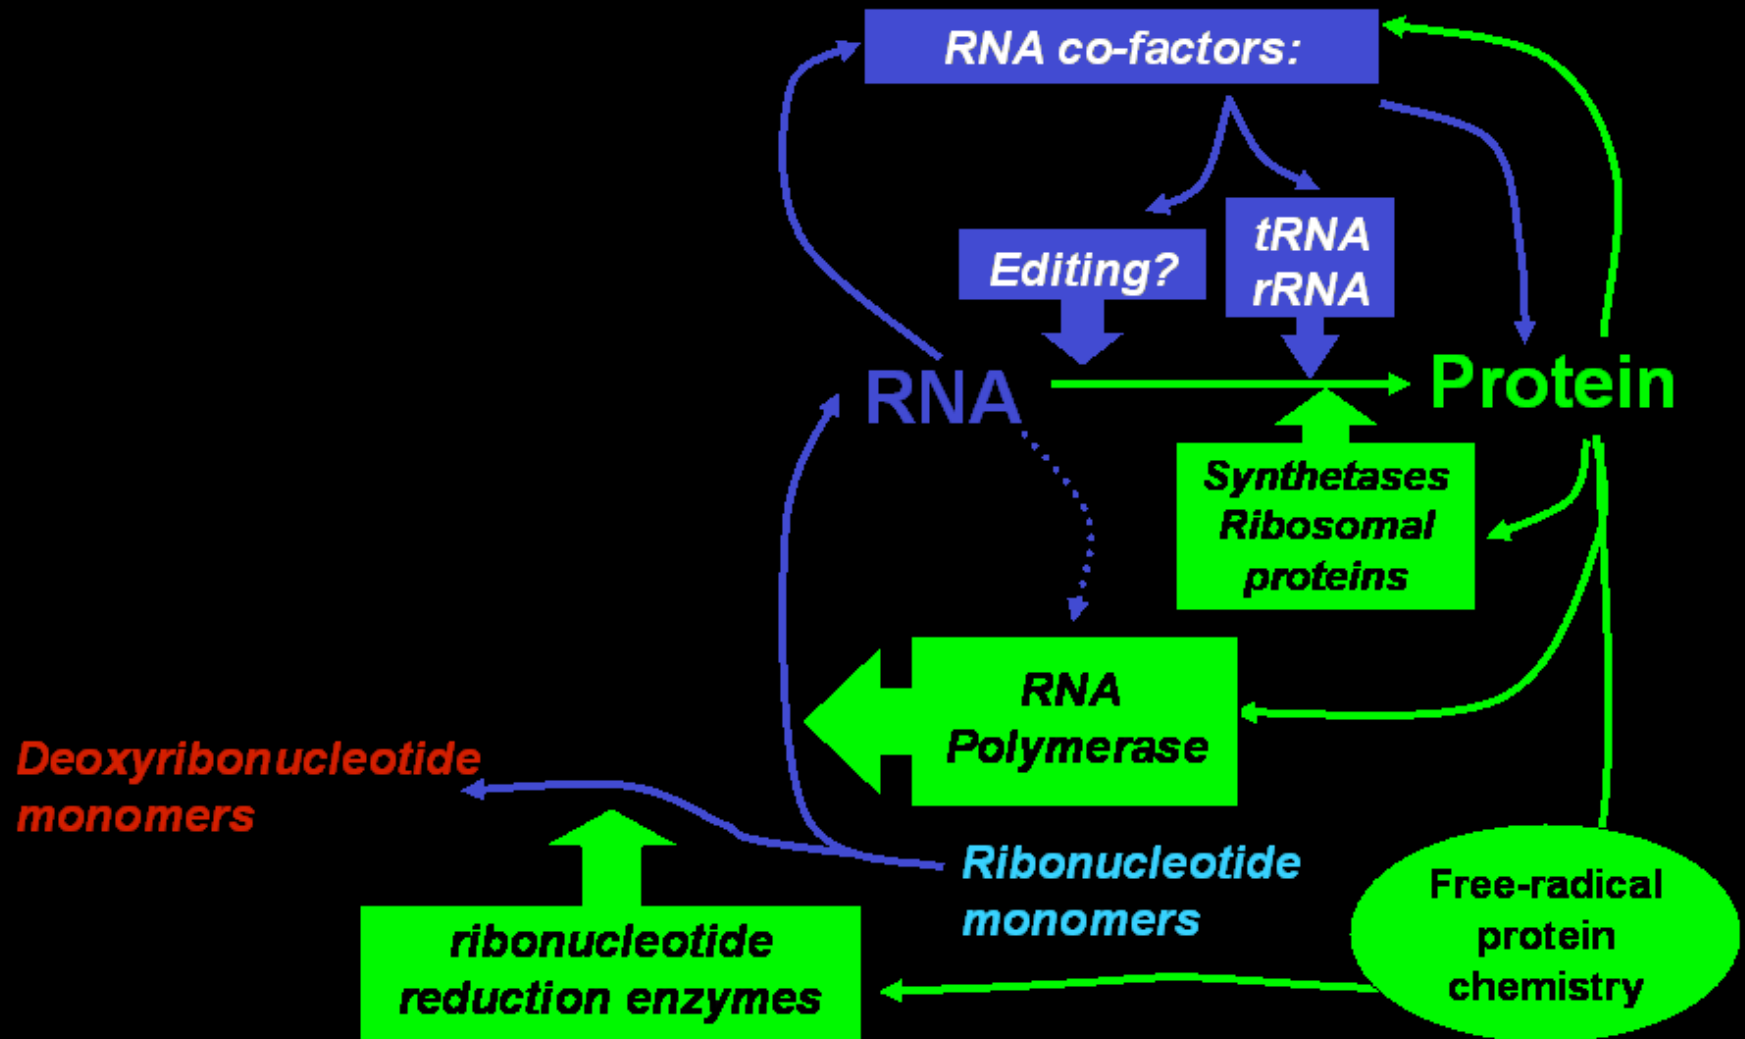 RNA co-factors:
Editing?
tRNA
rRNA
RNA
Protein
Synthetases
Ribosomal
proteins
RNA
Polymerase
Deoxyribonucleotide
monomers
Ribonucleotide
monomers
Free-radical
protein
chemistry
ribonucleotide
reduction enzymes